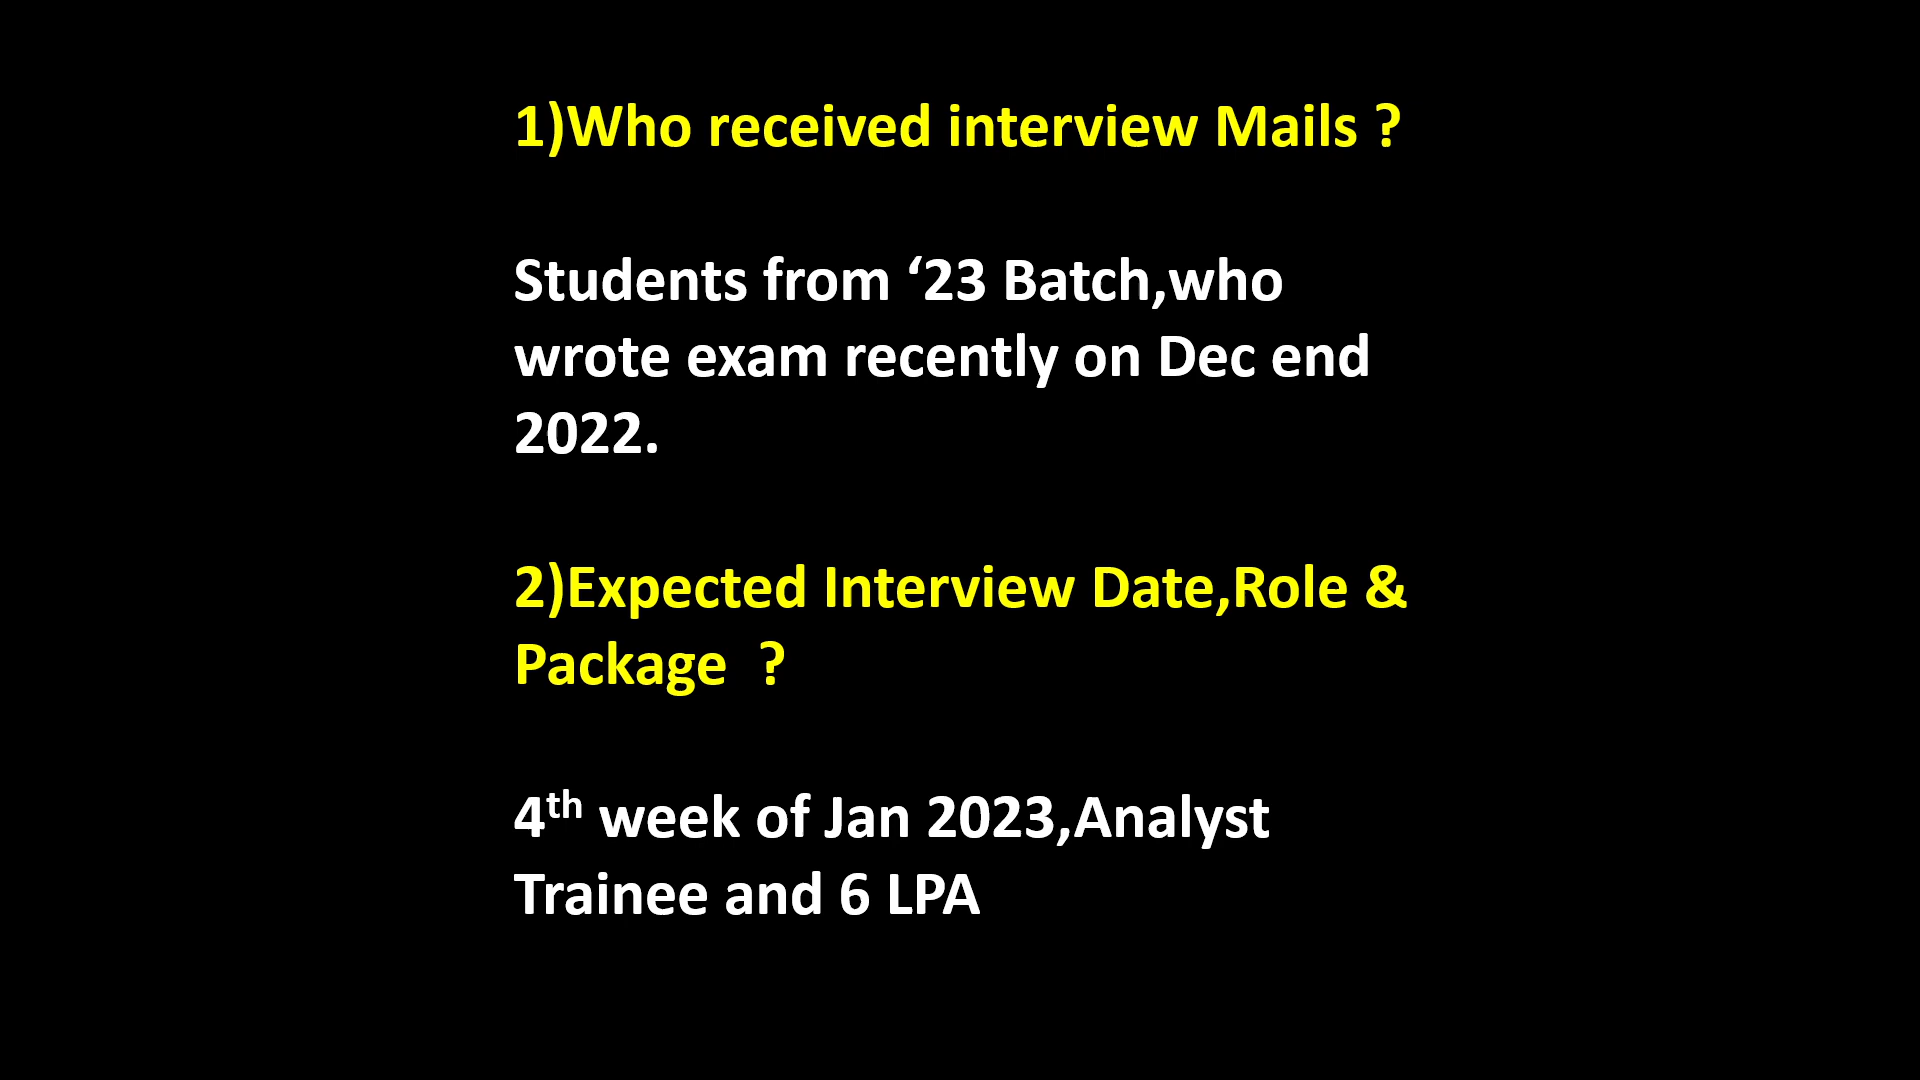 1)Who received interview Mails ?
Students from ‘23 Batch,who
wrote exam recently on Dec end
2022.
2)Expected Interview Date,Role &
Package  ?
4th week of Jan 2023,Analyst
Trainee and 6 LPA